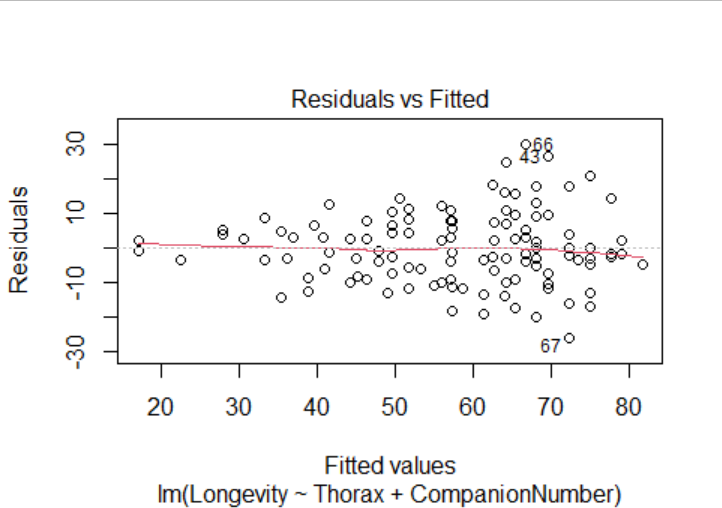 Residuals vs Fitted
Residuals
30
10
-10
-30
66
43
67
20 30 40 50 60 70 80
Fitted values
lm(Longevity ~ Thorax + CompanionNumber)